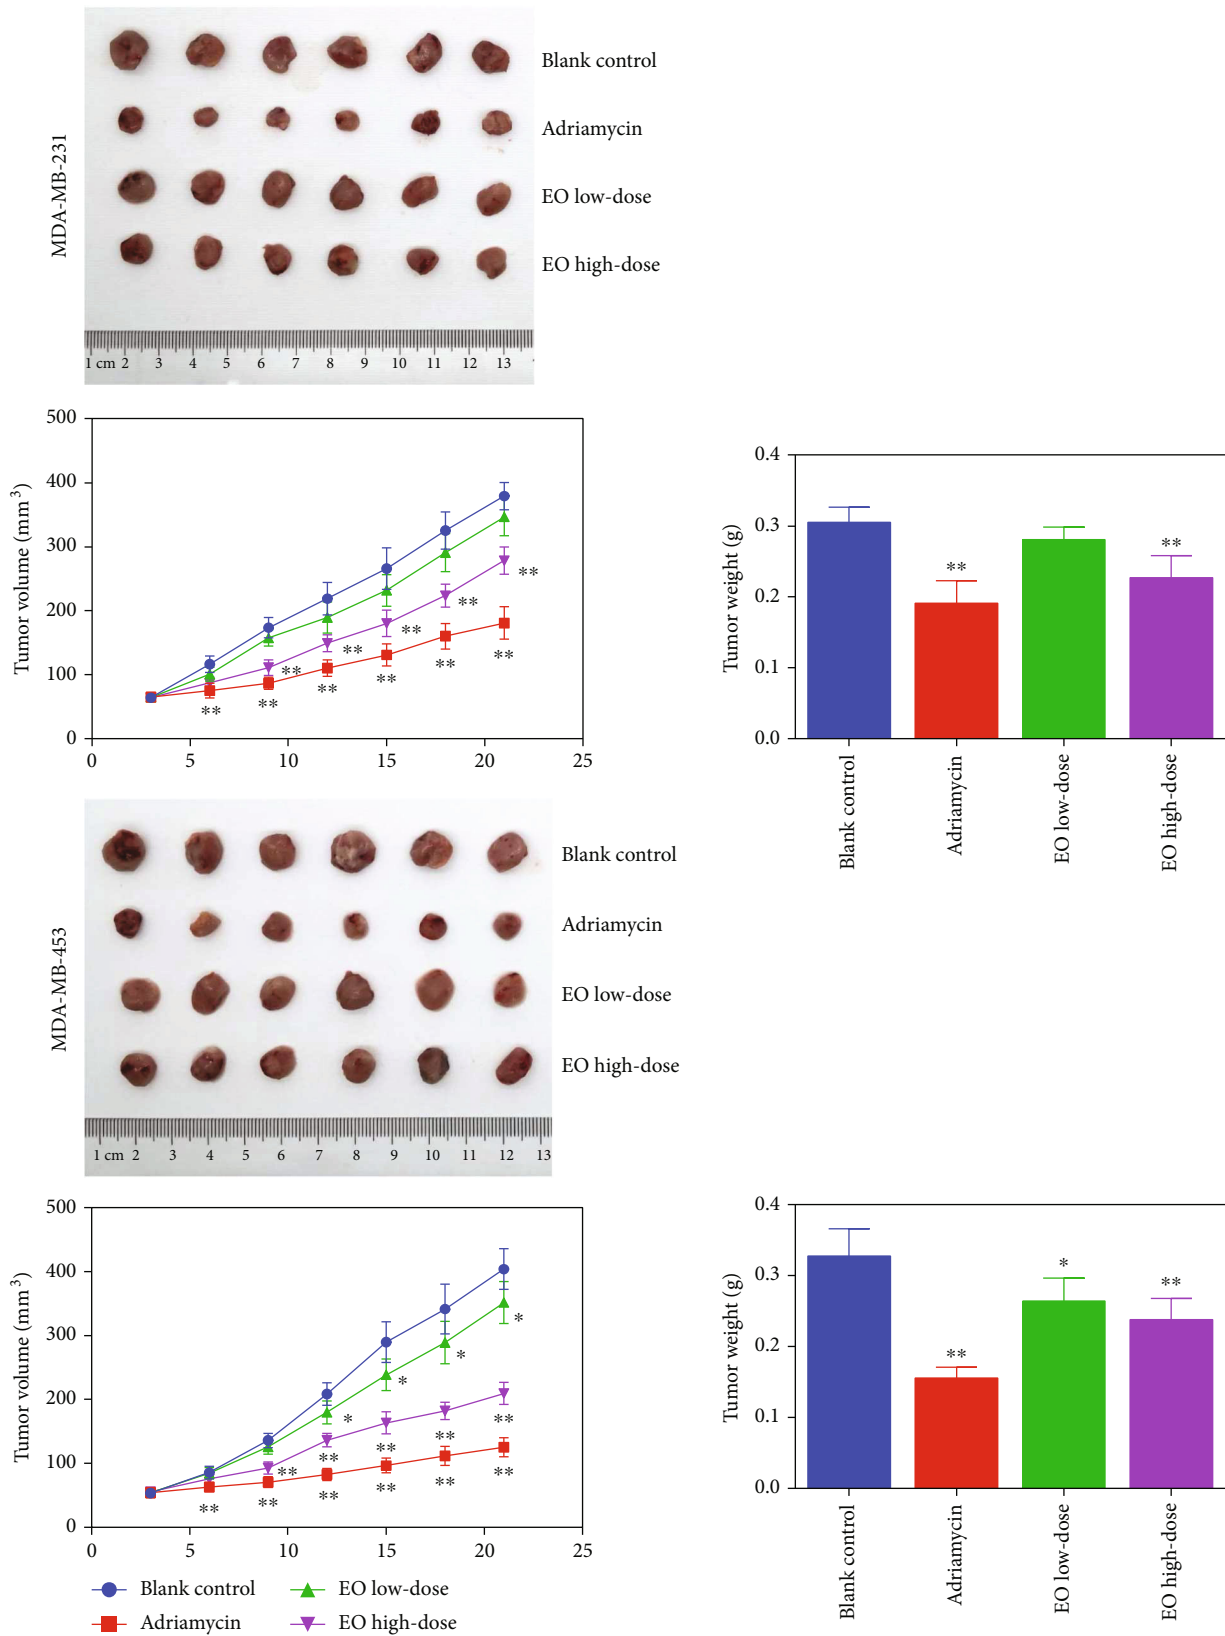 Blank control
Adriamycin
EO low-dose
EO high-dose
MDA-MB-231
1 cm 2 3 4 5 6 7 8 9 10 11 12 13
Tumor volume (mm3)
500
400
300
200
100
0
0 5 10 15 20 25
**
**
**
**
**
**
**
**
**
**
**
Tumor weight (g)
0.4
0.3
0.2
0.1
0.0
**
**
Blank control
Adriamycin
EO low-dose
EO high-dose
Blank control
Adriamycin
EO low-dose
EO high-dose
MDA-MB-453
1 cm 2 3 4 5 6 7 8 9 10 11 12 13
Tumor volume (mm3)
500
400
300
200
100
0
0 5 10 15 20 25
*
*
*
*
**
**
**
**
**
**
**
**
**
**
**
Tumor weight (g)
0.4
0.3
0.2
0.1
0.0
**
*
**
Blank control
Adriamycin
EO low-dose
EO high-dose
Blank control
Adriamycin
EO low-dose
EO high-dose